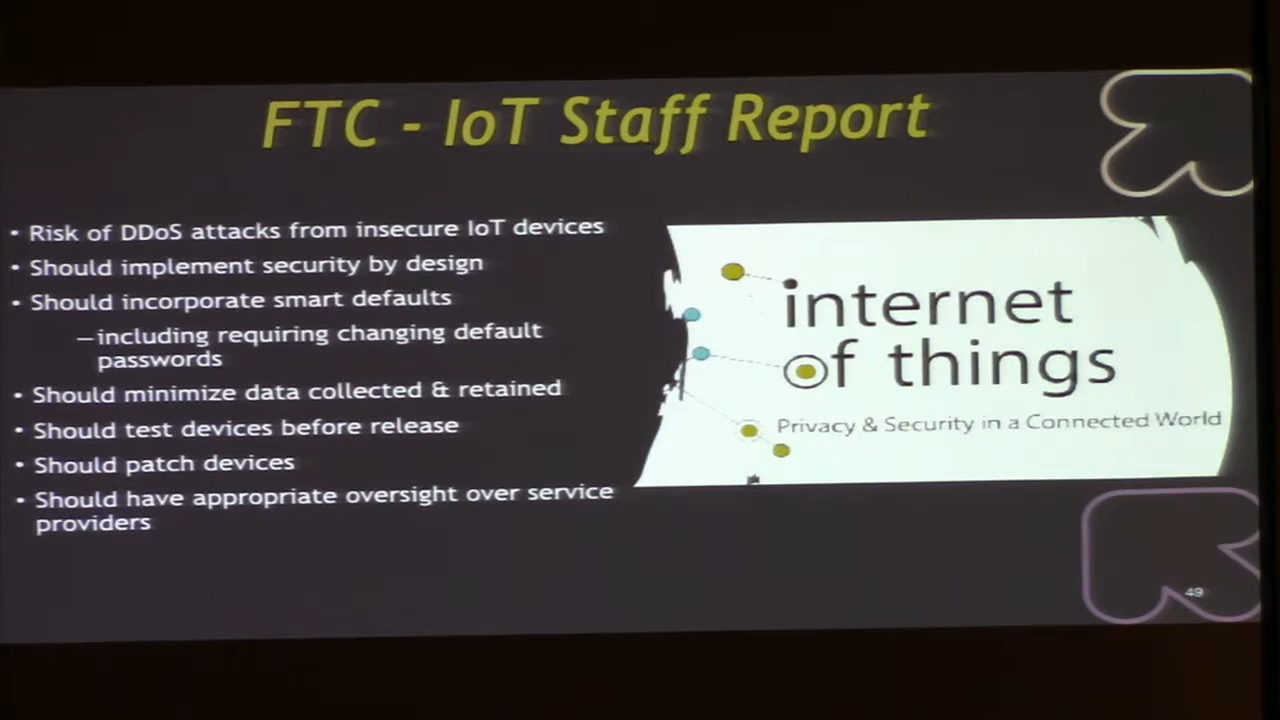 FTC - IoT Staff Report
• Risk of DDoS attacks from insecure IoT devices
• Should implement security by design
• Should incorporate smart defaults
—including requiring changing default
passwords
• Should minimize data collected & retained
• Should test devices before release
• Should patch devices
• Should have appropriate oversight over service
providers
internet
of things
Privacy & Security in a Connected World
49